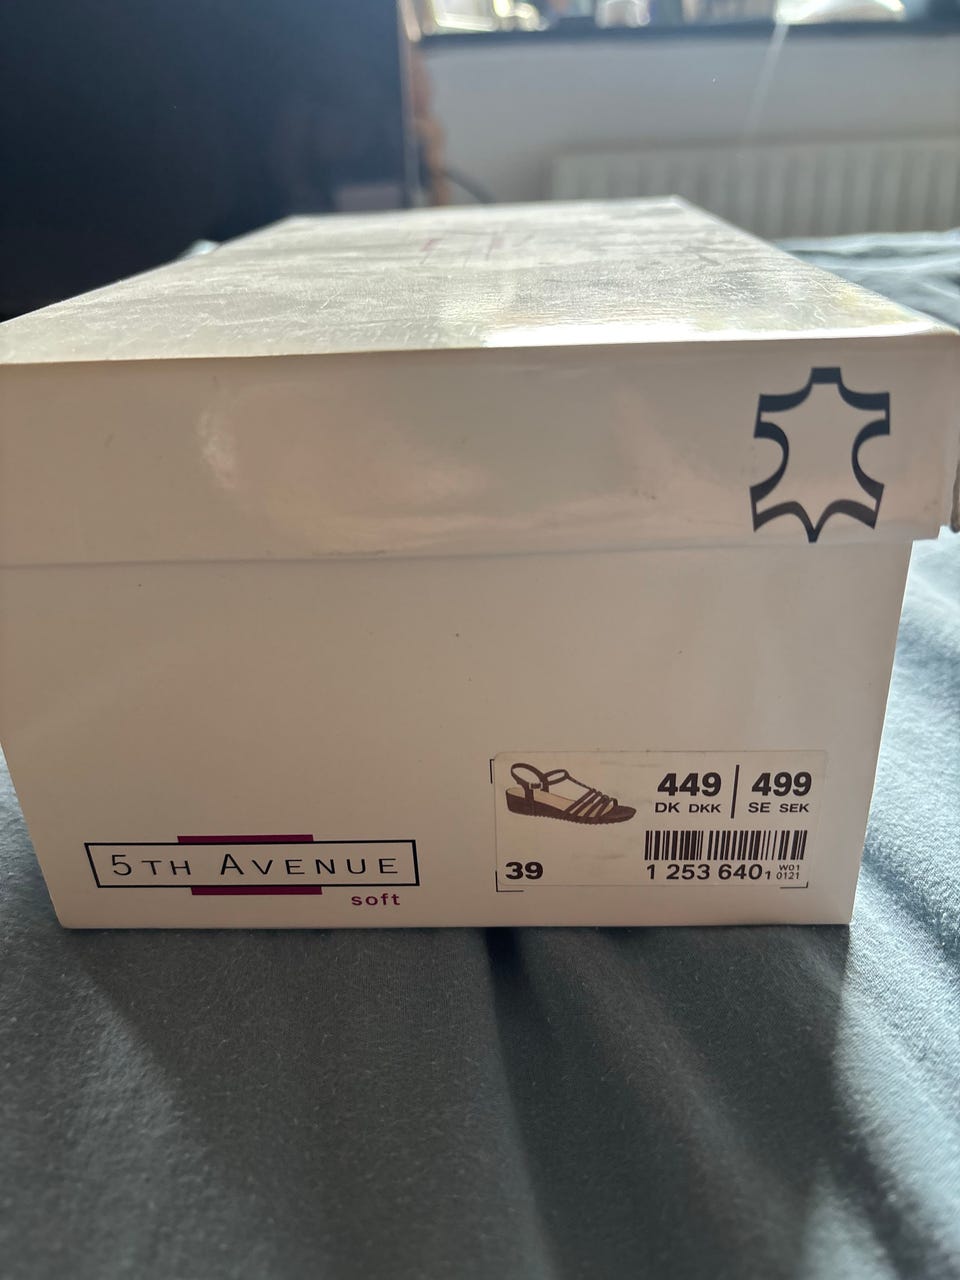 5TH AVENUE
soft
449 | 499
DK DKK SE SEK
39
1 253 640 1 W01 0121